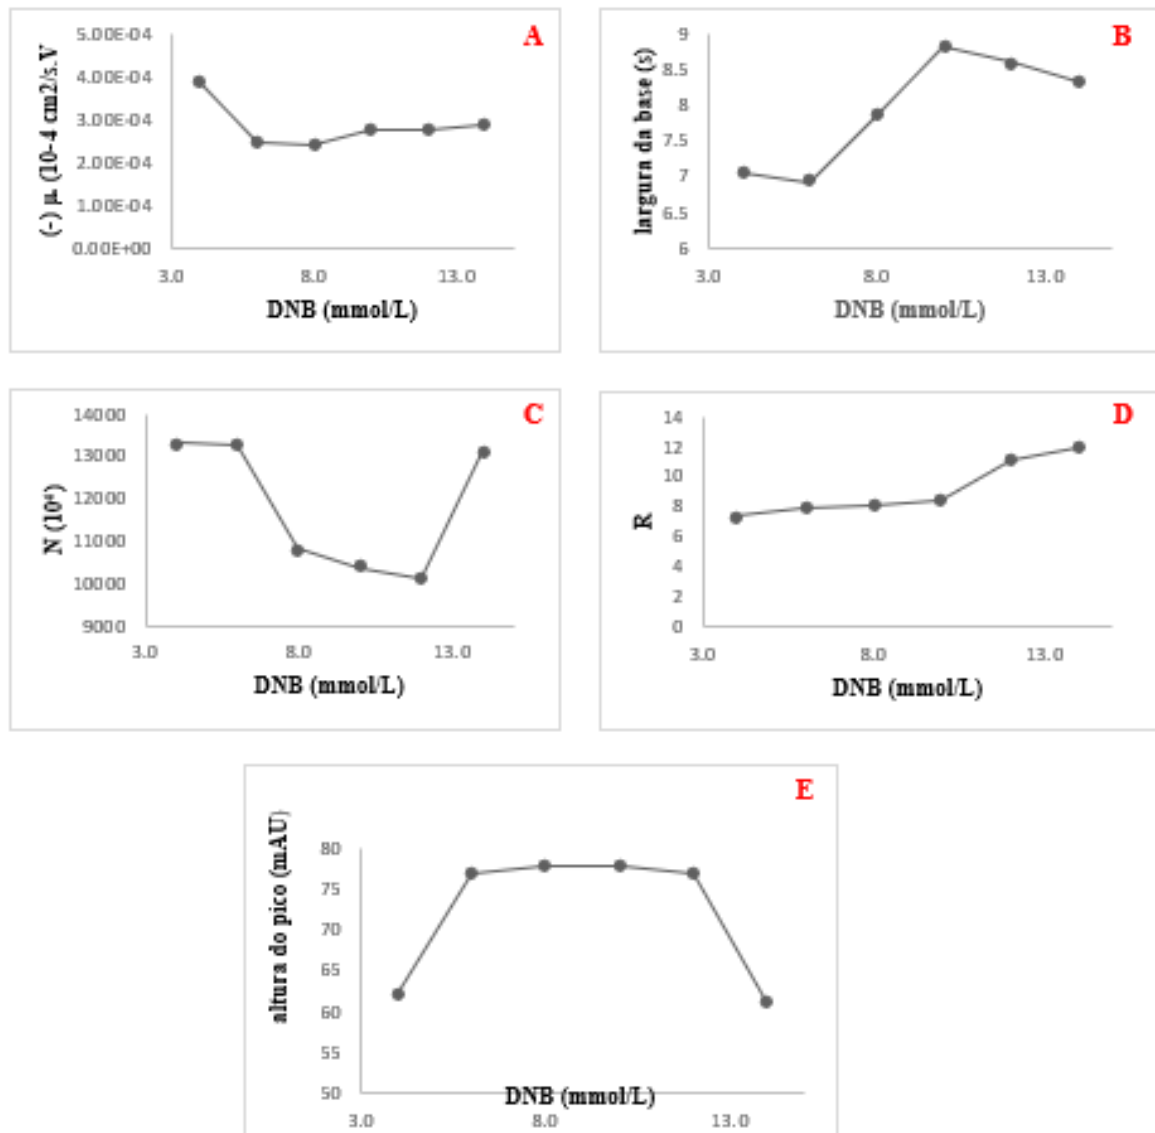 A
5.00E-04
4.00E-04
3.00E-04
2.00E-04
1.00E-04
0.00E+00
(-) µ (10-4 cm2/s.V
3.0
8.0
13.0
DNB (mmol/L)
B
9
8.5
8
7.5
7
6.5
6
largura da base (s)
3.0
8.0
13.0
DNB (mmol/L)
C
14000
13000
12000
11000
10000
9000
N (10⁴)
3.0
8.0
13.0
DNB (mmol/L)
D
14
12
10
8
6
4
2
0
R
3.0
8.0
13.0
DNB (mmol/L)
E
80
75
70
65
60
55
50
altura do pico (mAU)
DNB (mmol/L)
3.0
8.0
13.0